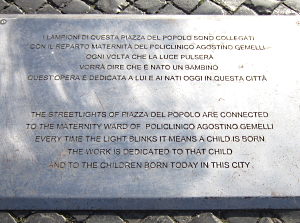 I LAMPIONI DI QUESTA PIAZZA DEL POPOLO SONO COLLEGATI
CON IL REPARTO MATERNITÀ DEL POLICLINICO AGOSTINO GEMELLI
OGNI VOLTA CHE LA LUCE PULSERÀ
VORRÀ DIRE CHE È NATO UN BAMBINO
QUEST'OPERA È DEDICATA A LUI E AI NATI OGGI IN QUESTA CITTÀ
THE STREETLIGHTS OF PIAZZA DEL POPOLO ARE CONNECTED
TO THE MATERNITY WARD OF POLICLINICO AGOSTINO GEMELLI
EVERY TIME THE LIGHT BLINKS IT MEANS A CHILD IS BORN
THE WORK IS DEDICATED TO THAT CHILD
AND TO THE CHILDREN BORN TODAY IN THIS CITY